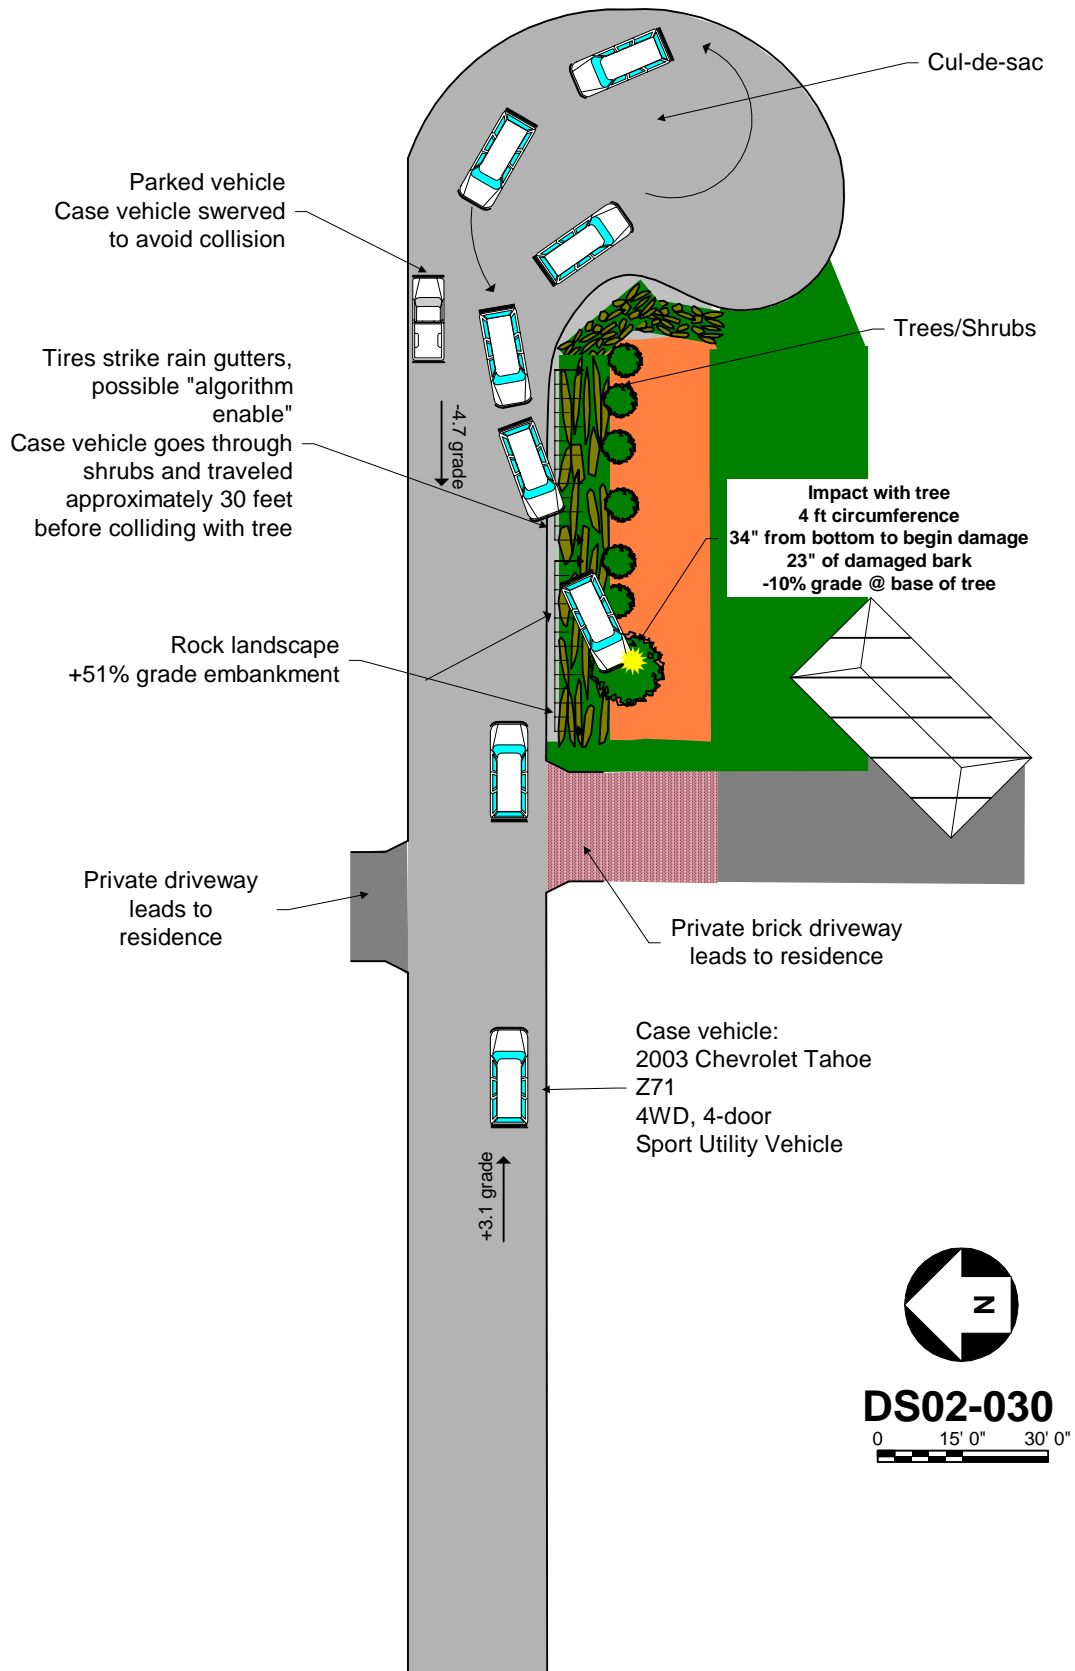 Cul-de-sac
Parked vehicle
Case vehicle swerved
to avoid collision
Trees/Shrubs
Tires strike rain gutters,
possible "algorithm
enable"
Case vehicle goes through
shrubs and traveled
approximately 30 feet
before colliding with tree
-4.7 grade
Impact with tree
4 ft circumference
34" from bottom to begin damage
23" of damaged bark
-10% grade @ base of tree
Rock landscape
+51% grade embankment
Private driveway
leads to
residence
Private brick driveway
leads to residence
Case vehicle:
2003 Chevrolet Tahoe
Z71
4WD, 4-door
Sport Utility Vehicle
+3.1 grade
N
DS02-030
0 15' 0" 30' 0"